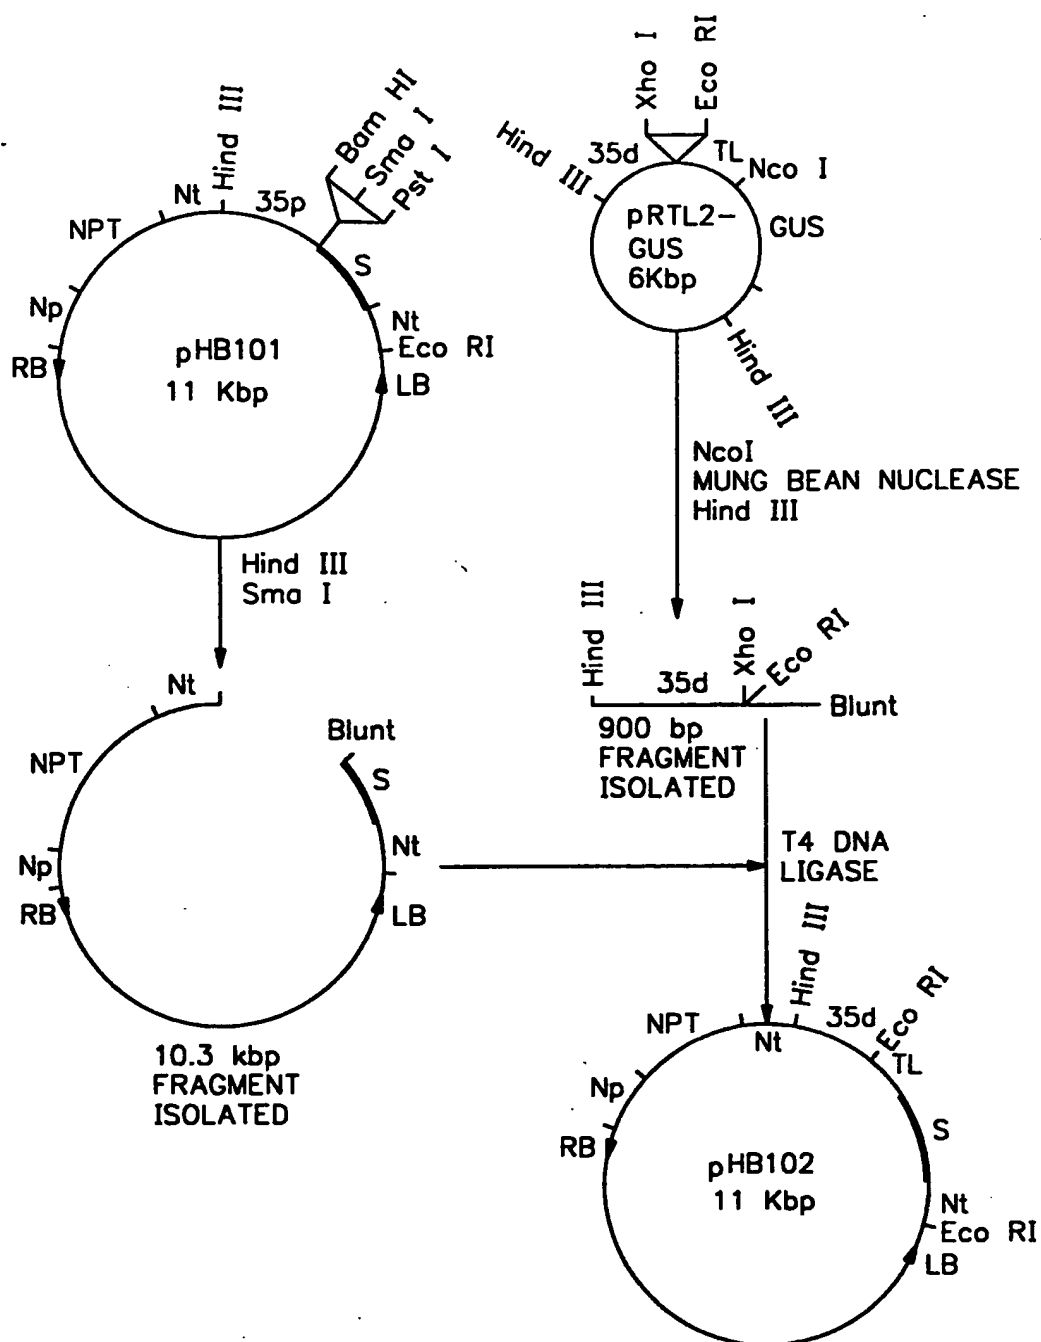 Hind III
Bam HI
Sma I
Pst I
Nt
35p
NPT
S
Np
Nt
Eco RI
RB
LB
pHB101
11 Kbp
Xho I
Eco RI
Hind III
35d
TL
Nco I
pRTL2-
GUS
6Kbp
GUS
Hind III
NcoI
MUNG BEAN NUCLEASE
Hind III
Hind III
Sma I
Nt
Blunt
NPT
S
Np
Nt
RB
LB
10.3 kbp
FRAGMENT
ISOLATED
Hind III
35d
Xho I
Eco RI
Blunt
900 bp
FRAGMENT
ISOLATED
T4 DNA
LIGASE
Hind III
35d
Eco RI
NPT
Nt
TL
Np
S
RB
pHB102
11 Kbp
Nt
Eco RI
LB